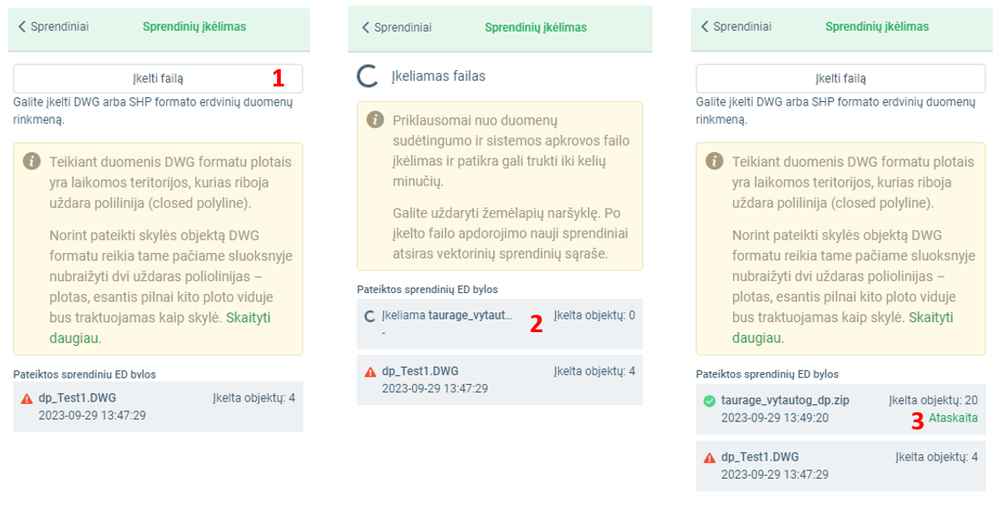 Sprendiniai
Sprendinių įkėlimas
Įkelti failą
1
Galite įkelti DWG arba SHP formato erdvinių duomenų
rinkmeną.
Teikiant duomenis DWG formatu plotais
yra laikomos teritorijos, kurias riboja
uždara polilinija (closed polyline).
Norint pateikti skylės objektą DWG
formatu reikia tame pačiame sluoksnyje
nubraižyti dvi uždaras poliolinijas –
plotas, esantis pilnai kito ploto viduje
bus traktuojamas kaip skylė. Skaityti
daugiau.
Pateiktos sprendinių ED bylos
dp_Test1.DWG
Įkelta objektų: 4
2023-09-29 13:47:29
Sprendiniai
Sprendinių įkėlimas
Įkeliamas failas
Priklausomai nuo duomenų
sudėtingumo ir sistemos apkrovos failo
įkėlimas ir patikra gali trukti iki kelių
minučių.
Galite uždaryti žemėlapių naršyklę. Po
įkelto failo apdorojimo nauji sprendiniai
atsiras vektorinių sprendinių sąraše.
Pateiktos sprendinių ED bylos
Įkeliama taurage_vytaut...
2
Įkelta objektų: 0
-
dp_Test1.DWG
Įkelta objektų: 4
2023-09-29 13:47:29
Sprendiniai
Sprendinių įkėlimas
Įkelti failą
Galite įkelti DWG arba SHP formato erdvinių duomenų
rinkmeną.
Teikiant duomenis DWG formatu plotais
yra laikomos teritorijos, kurias riboja
uždara polilinija (closed polyline).
Norint pateikti skylės objektą DWG
formatu reikia tame pačiame sluoksnyje
nubraižyti dvi uždaras poliolinijas –
plotas, esantis pilnai kito ploto viduje
bus traktuojamas kaip skylė. Skaityti
daugiau.
Pateiktos sprendinių ED bylos
taurage_vytautog_dp.zip
Įkelta objektų: 20
2023-09-29 13:49:20
3
Ataskaita
dp_Test1.DWG
Įkelta objektų: 4
2023-09-29 13:47:29